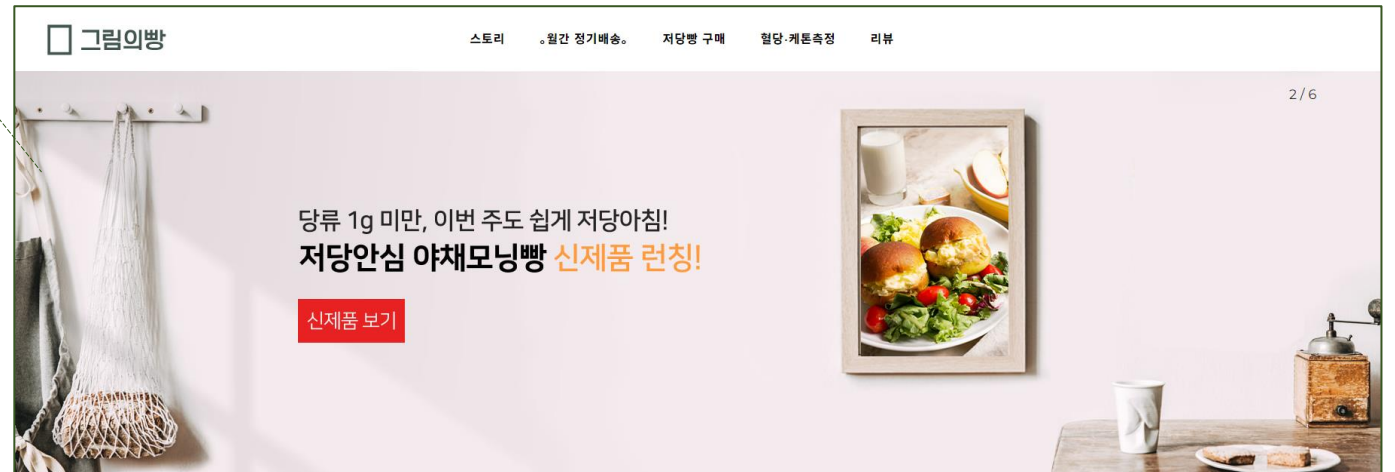 그림의빵
스토리 ｡월간 정기배송｡ 저당빵 구매 혈당·케톤측정 리뷰
2/6
당류 1g 미만, 이번 주도 쉽게 저당아침!
저당안심 야채모닝빵 신제품 런칭!
신제품 보기